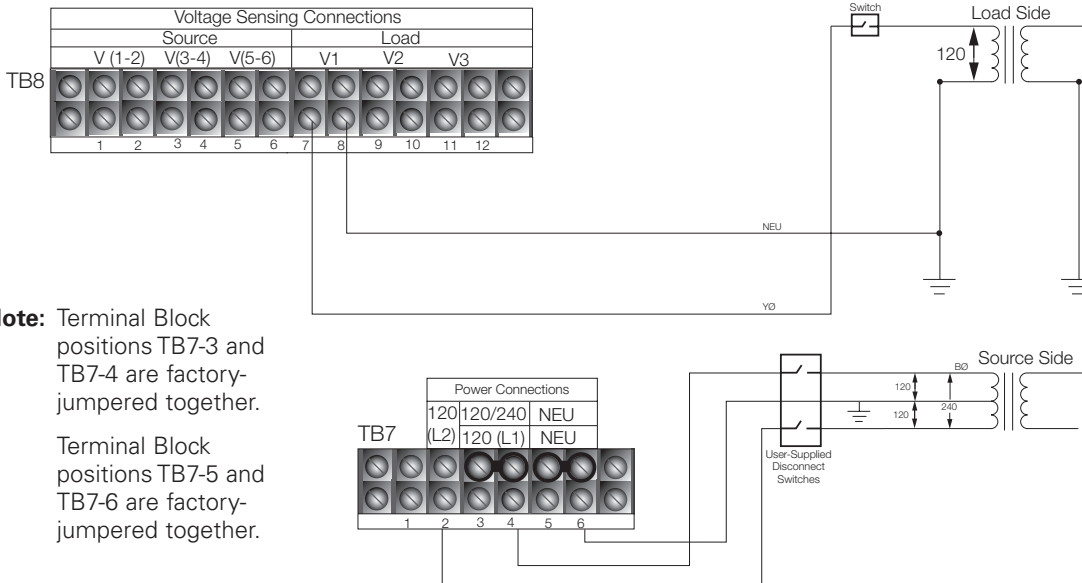 Voltage Sensing Connections
Source Load
V (1-2) V(3-4) V(5-6) V1 V2 V3
TB8
1 2 3 4 5 6 7 8 9 10 11 12
Switch
Load Side
120
NEU
YØ
Note: Terminal Block
positions TB7-3 and
TB7-4 are factory-
jumpered together.
Terminal Block
positions TB7-5 and
TB7-6 are factory-
jumpered together.
Power Connections
120 120/240 NEU
(L2) 120 (L1) NEU
TB7
1 2 3 4 5 6
Source Side
BØ
120
240
120
User-Supplied
Disconnect
Switches